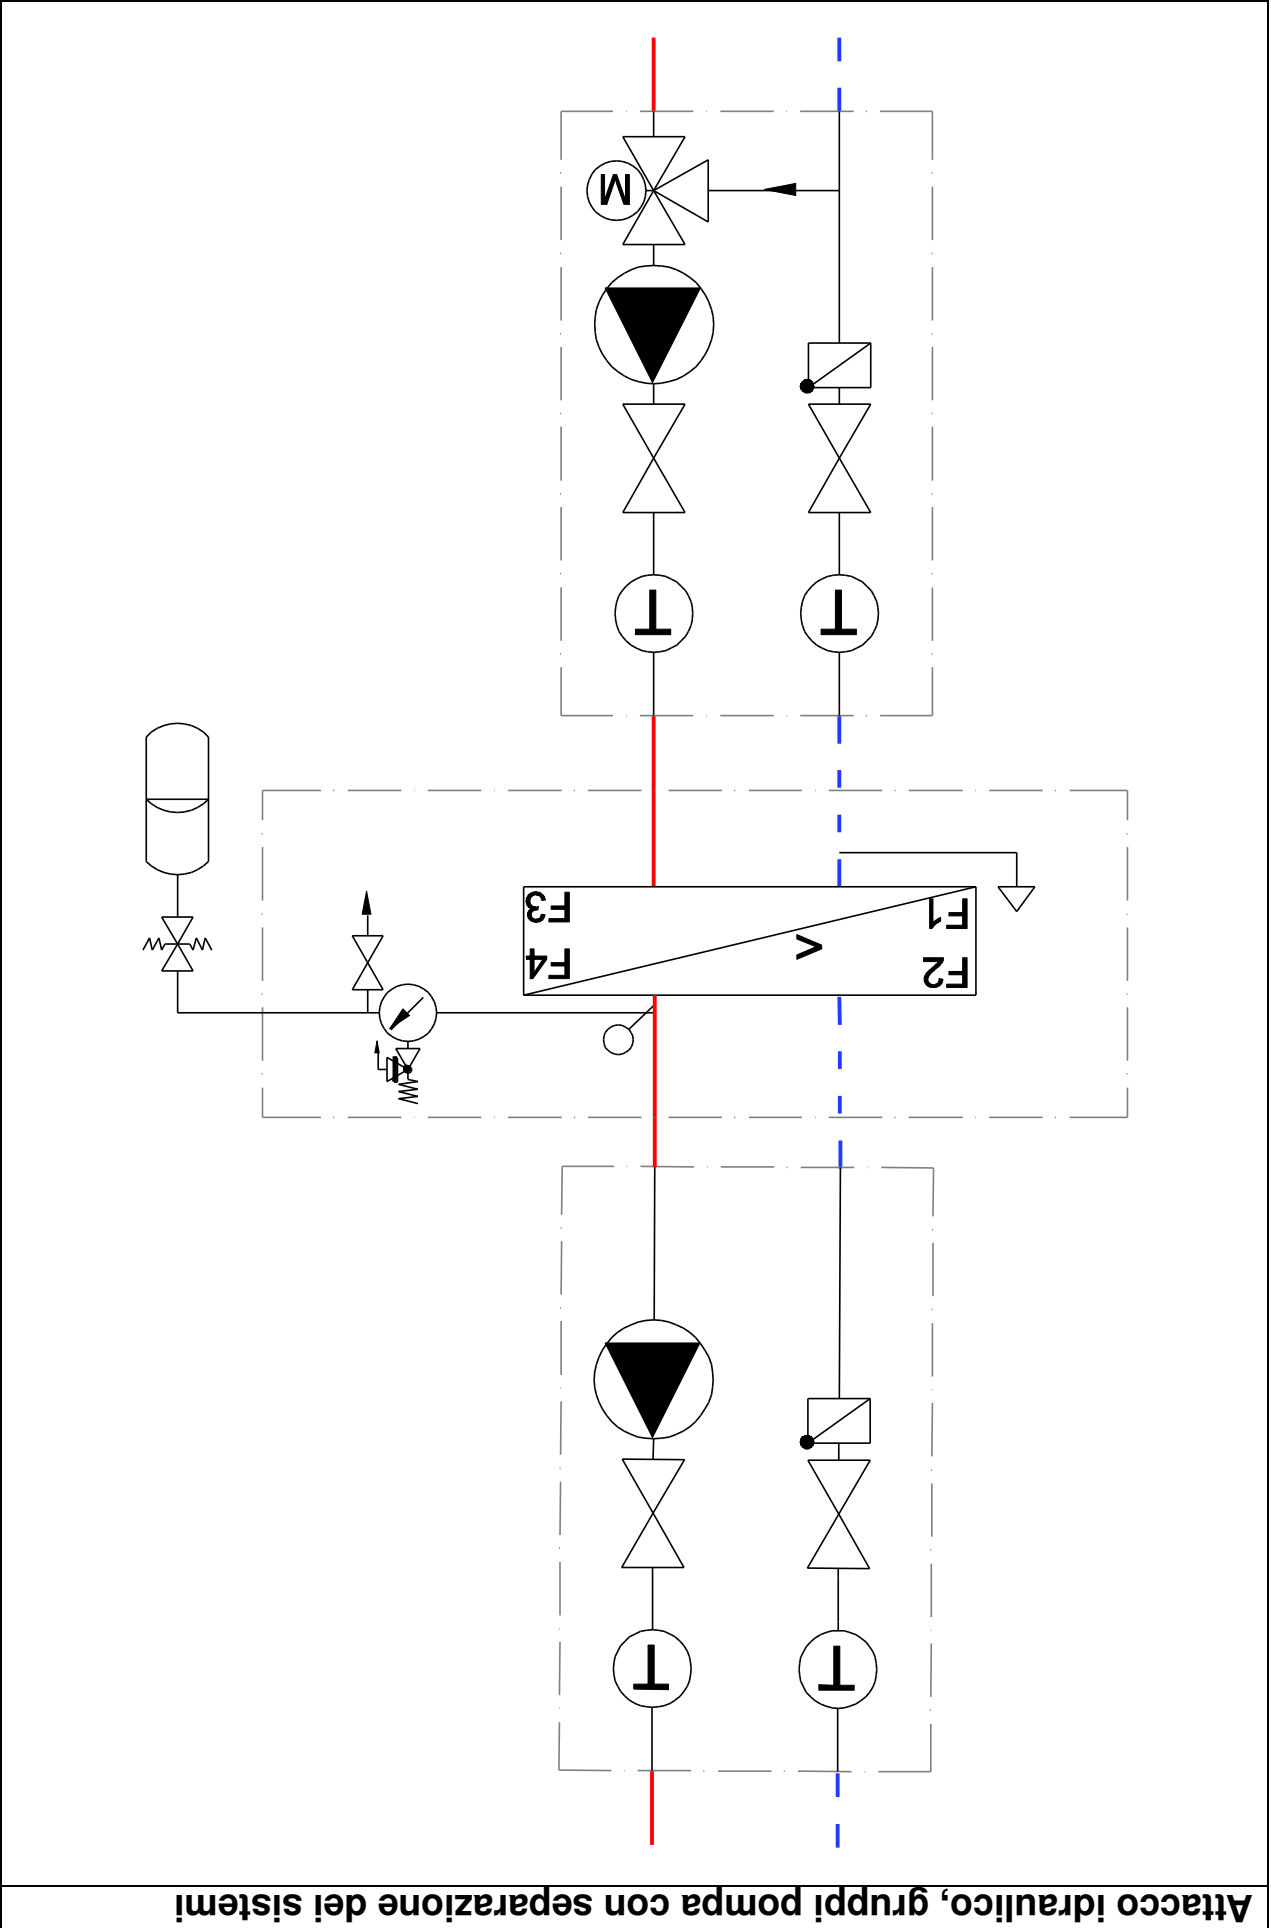 Attacco idraulico, gruppi pompa con separazione dei sistemi
T T
F2 F4
<
F1 F3
T T
M